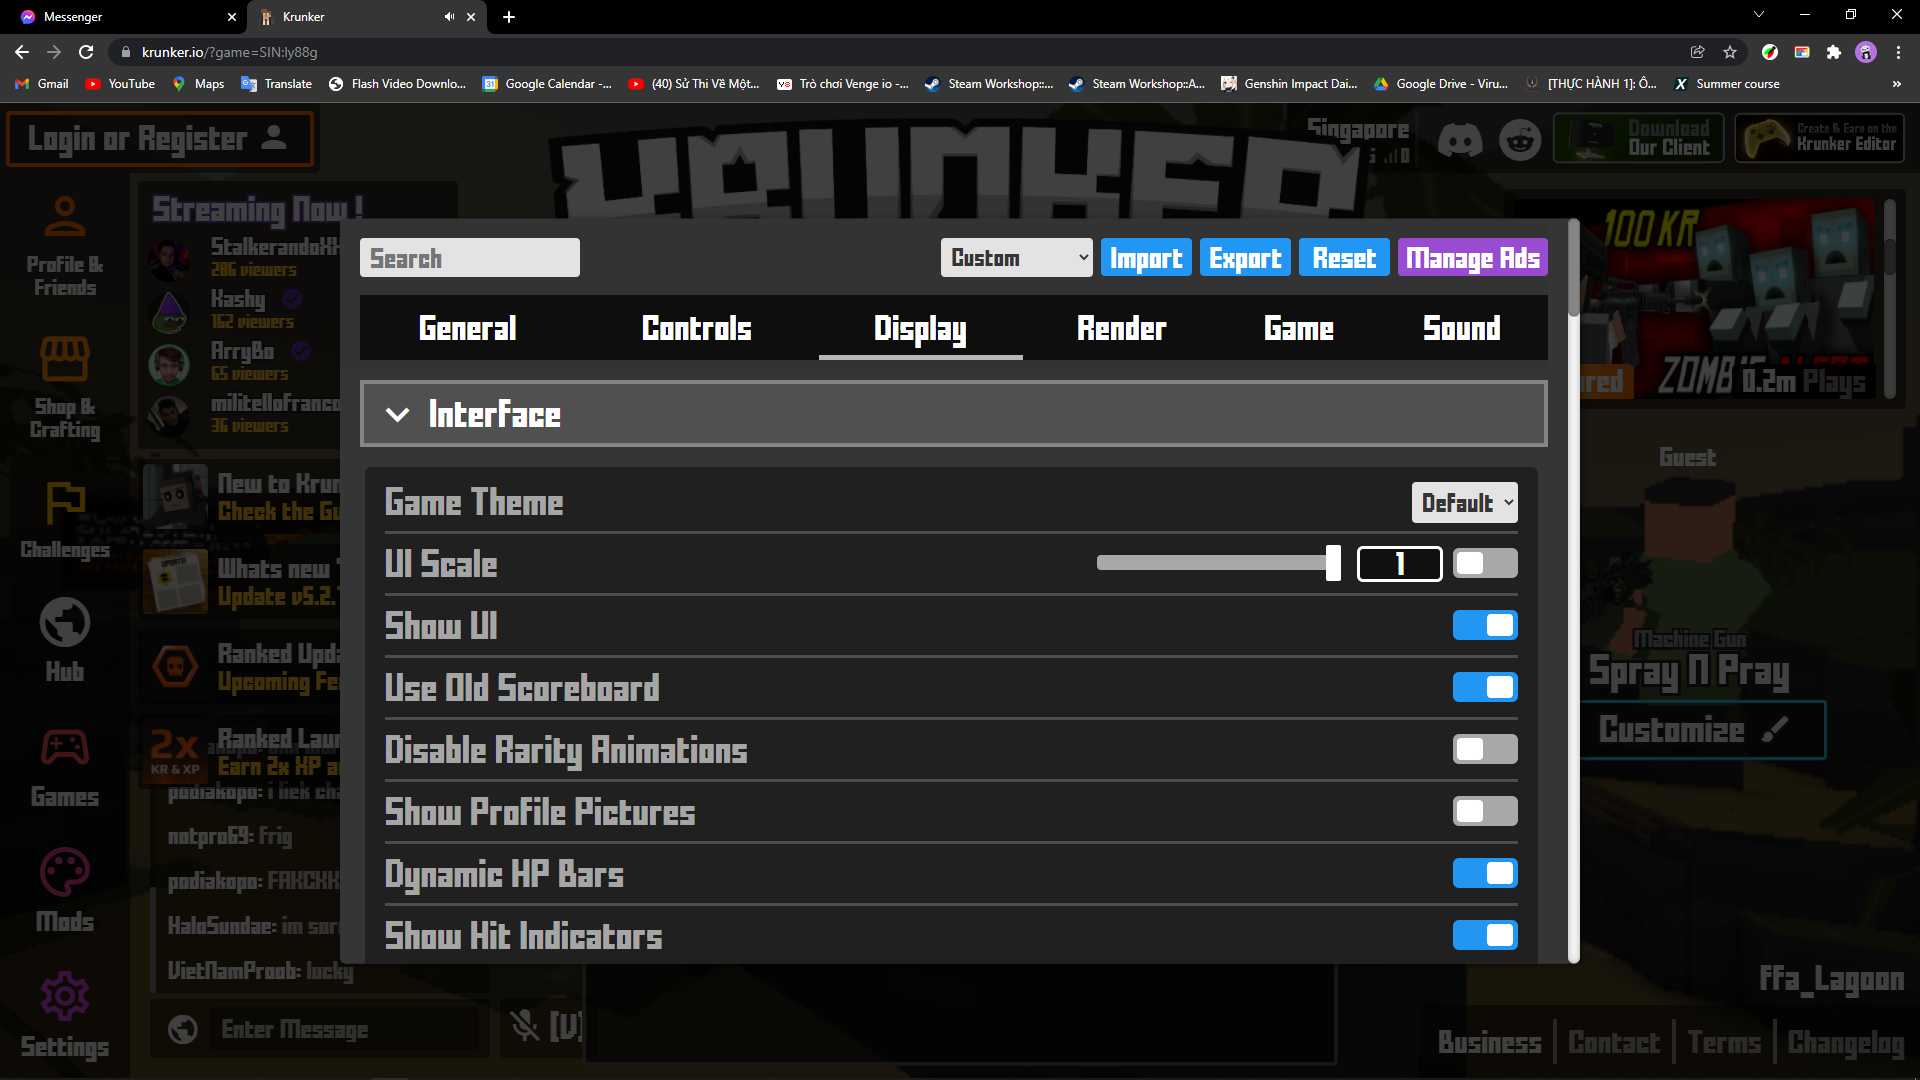 Messenger
Krunker
krunker.io/?game=SIN:ly88g
Gmail
YouTube
Maps
Translate
Flash Video Downlo...
Google Calendar -...
(40) Sử Thi Về Một...
Trò chơi Venge io -...
Steam Workshop::...
Steam Workshop::A...
Genshin Impact Dai...
Google Drive - Viru...
[THỰC HÀNH 1]: Ô...
Summer course
Login or Register
KRUNKER
Singapore
Download
Our Client
Create & Earn on the
Krunker Editor
Profile &
Friends
Shop &
Crafting
Challenges
Hub
Games
Mods
Settings
Streaming Now !
StalkerandoXX
286 viewers
Kashy
162 viewers
ArryBo
65 viewers
militellofranco
36 viewers
New to Krun
Check the Gu
Whats new
Update v5.2.
Ranked Upda
Upcoming Fea
2x
KR & XP
Ranked Laun
Earn 2x XP a
podiakopo: i liek cha
notpro69: Frig
podiakopo: FAKCKK
HaloSundae: im sor
VietNamProob: lucky
Enter Message
[V]
Search
Custom
Import
Export
Reset
Manage Ads
General
Controls
Display
Render
Game
Sound
Interface
Game Theme
Default
UI Scale
1
Show UI
Use Old Scoreboard
Disable Rarity Animations
Show Profile Pictures
Dynamic HP Bars
Show Hit Indicators
100 KR
ZOMB
0.2m Plays
Guest
Machine Gun
Spray N Pray
Customize
ffa_Lagoon
Business
Contact
Terms
Changelog